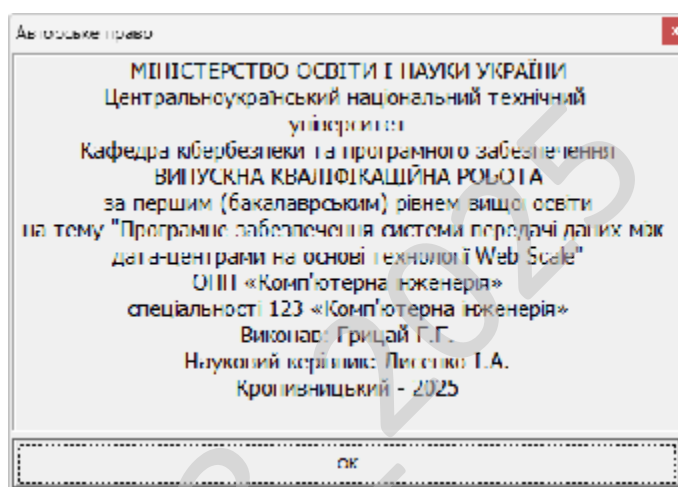 Авторське право
МІНІСТЕРСТВО ОСВІТИ І НАУКИ УКРАЇНИ
Центральноукраїнський національний технічний
університет
Кафедра кібербезпеки та програмного забезпечення
ВИПУСКНА КВАЛІФІКАЦІЙНА РОБОТА
за першим (бакалаврським) рівнем вищої освіти
на тему "Програмне забезпечення системи передачі даних між
дата-центрами на основі технології Web Scale"
ОПП «Комп'ютерна інженерія»
спеціальності 123 «Комп'ютерна інженерія»
Виконав: Грицай Г.Г.
Науковий керівник: Лисенко І.А.
Кропивницький - 2025
ОК
2025